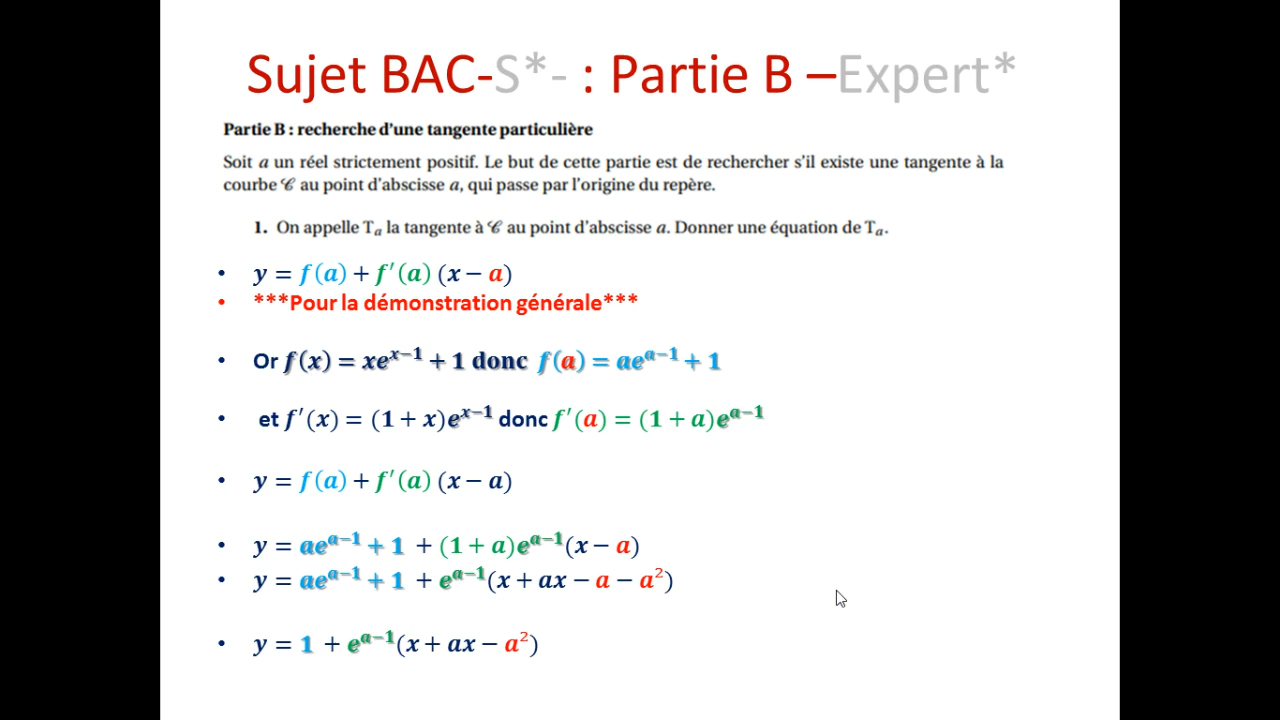 Sujet BAC-S*- : Partie B –Expert*
Partie B : recherche d'une tangente particulière
Soit a un réel strictement positif. Le but de cette partie est de rechercher s'il existe une tangente à la
courbe 𝒞 au point d'abscisse a, qui passe par l'origine du repère.
1. On appelle Tₐ la tangente à 𝒞 au point d'abscisse a. Donner une équation de Tₐ.
• y = f(a) + f′(a) (x − a)
• ***Pour la démonstration générale***
• Or f(x) = xe^{x−1} + 1 donc f(a) = ae^{a−1} + 1
• et f′(x) = (1 + x)e^{x−1} donc f′(a) = (1 + a)e^{a−1}
• y = f(a) + f′(a) (x − a)
• y = ae^{a−1} + 1 + (1 + a)e^{a−1}(x − a)
• y = ae^{a−1} + 1 + e^{a−1}(x + ax − a − a²)
• y = 1 + e^{a−1}(x + ax − a²)